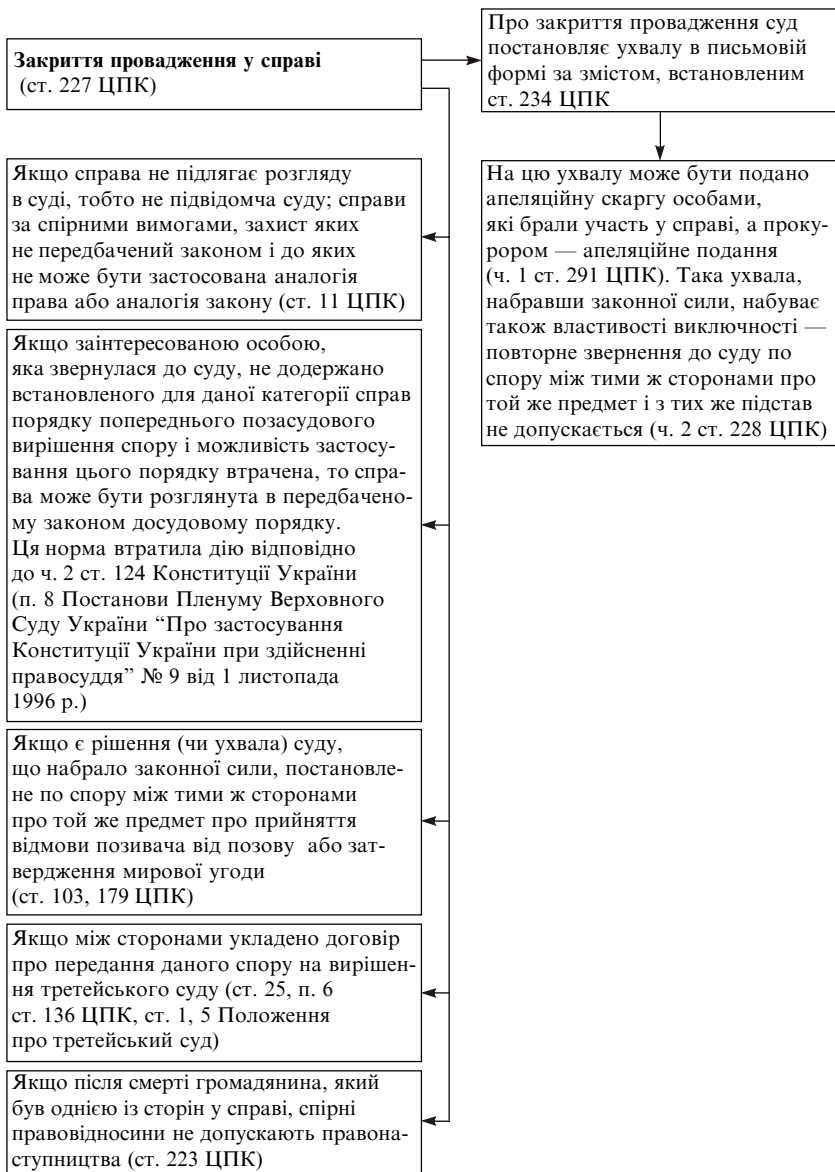 Закриття провадження у справі
(ст. 227 ЦПК)
Про закриття провадження суд
постановляє ухвалу в письмовій
формі за змістом, встановленим
ст. 234 ЦПК
Якщо справа не підлягає розгляду
в суді, тобто не підвідомча суду; справи
за спірними вимогами, захист яких
не передбачений законом і до яких
не може бути застосована аналогія
права або аналогія закону (ст. 11 ЦПК)
На цю ухвалу може бути подано
апеляційну скаргу особами,
які брали участь у справі, а проку-
рором — апеляційне подання
(ч. 1 ст. 291 ЦПК). Така ухвала,
набравши законної сили, набуває
також властивості виключності —
повторне звернення до суду по
спору між тими ж сторонами про
той же предмет і з тих же підстав
не допускається (ч. 2 ст. 228 ЦПК)
Якщо заінтересованою особою,
яка звернулася до суду, не додержано
встановленого для даної категорії справ
порядку попереднього позасудового
вирішення спору і можливість застосу-
вання цього порядку втрачена, то спра-
ва може бути розглянута в передбачено-
му законом досудовому порядку.
Ця норма втратила дію відповідно
до ч. 2 ст. 124 Конституції України
(п. 8 Постанови Пленуму Верховного
Суду України “Про застосування
Конституції України при здійсненні
правосуддя” № 9 від 1 листопада
1996 р.)
Якщо є рішення (чи ухвала) суду,
що набрало законної сили, постановле-
не по спору між тими ж сторонами
про той же предмет про прийняття
відмови позивача від позову або зат-
вердження мирової угоди
(ст. 103, 179 ЦПК)
Якщо між сторонами укладено договір
про передання даного спору на вирішен-
ня третейського суду (ст. 25, п. 6
ст. 136 ЦПК, ст. 1, 5 Положення
про третейський суд)
Якщо після смерті громадянина, який
був однією із сторін у справі, спірні
правовідносини не допускають правона-
ступництва (ст. 223 ЦПК)